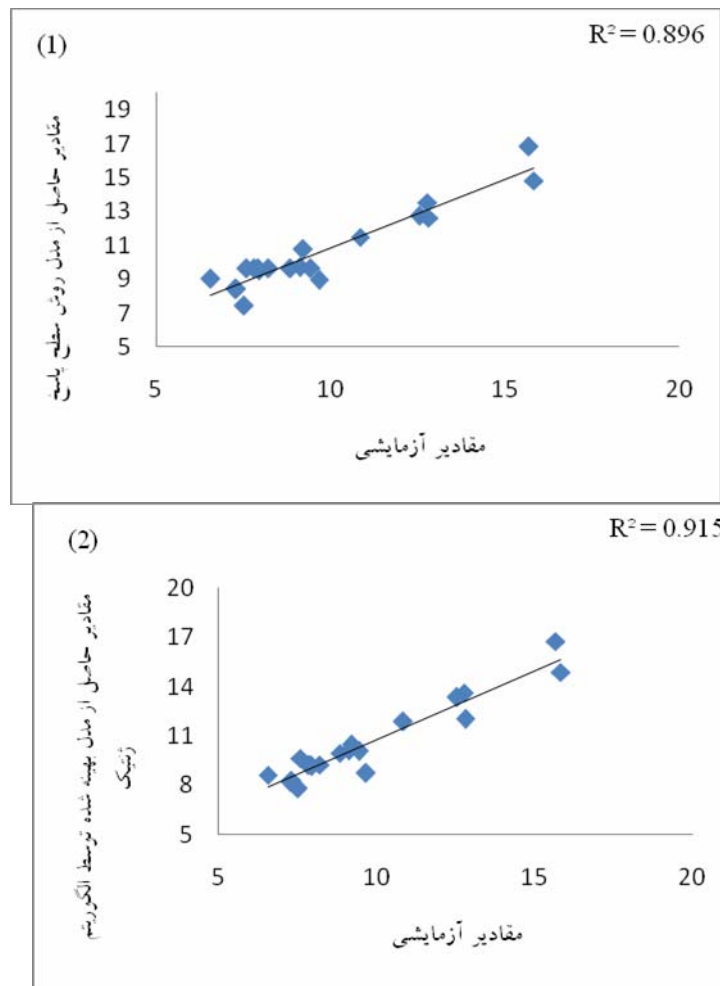 (1)
R² = 0.896
مقادیر حاصل از مدل روش سطح پاسخ
19
17
15
13
11
9
7
5
5 10 15 20
مقادیر آزمایشی
(2)
R² = 0.915
مقادیر حاصل از مدل بهینه شده توسط الگوریتم
ژنتیک
20
17
14
11
8
5
5 10 15 20
مقادیر آزمایشی